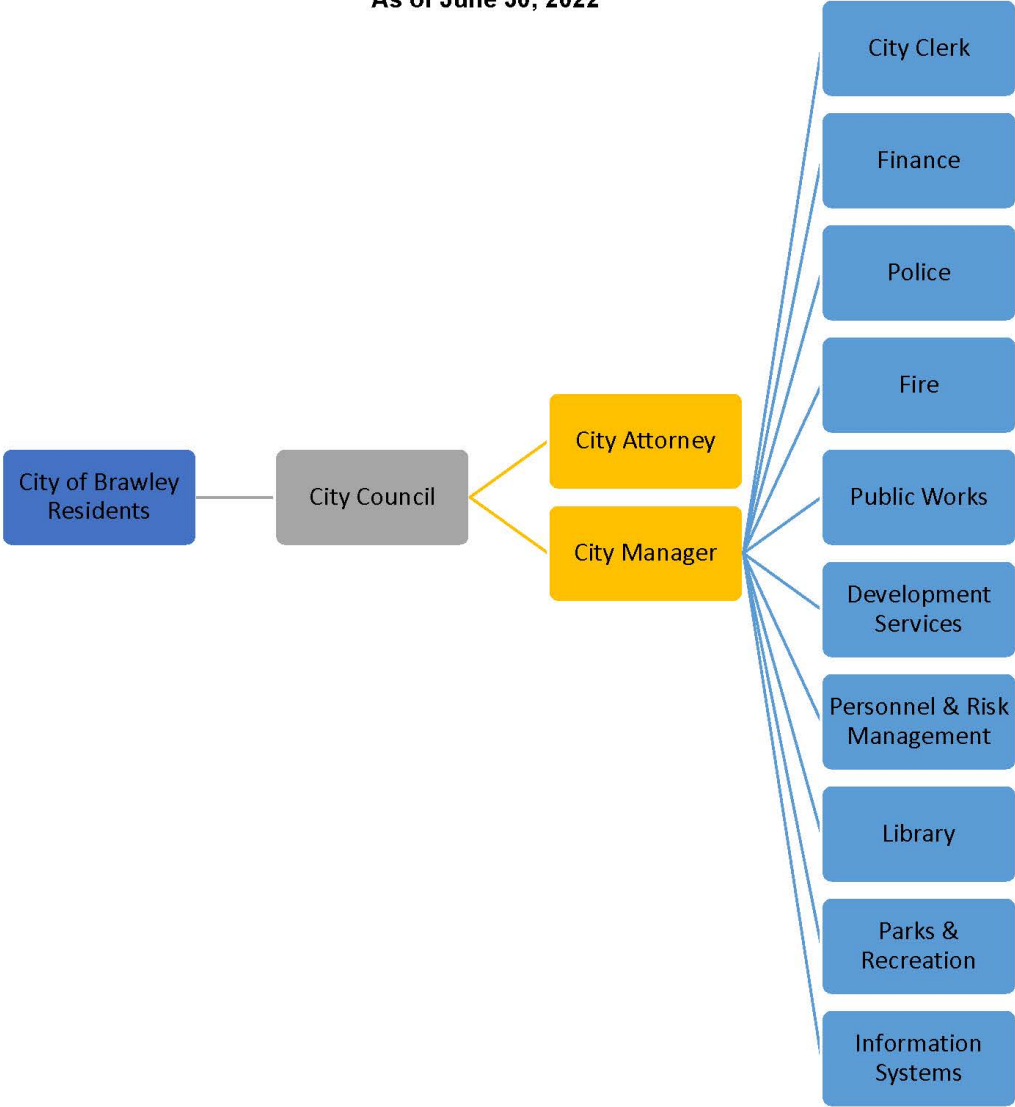 As of June 30, 2022
City Clerk
Finance
Police
Fire
City Attorney
City of Brawley
Residents
City Council
Public Works
City Manager
Development
Services
Personnel & Risk
Management
Library
Parks &
Recreation
Information
Systems